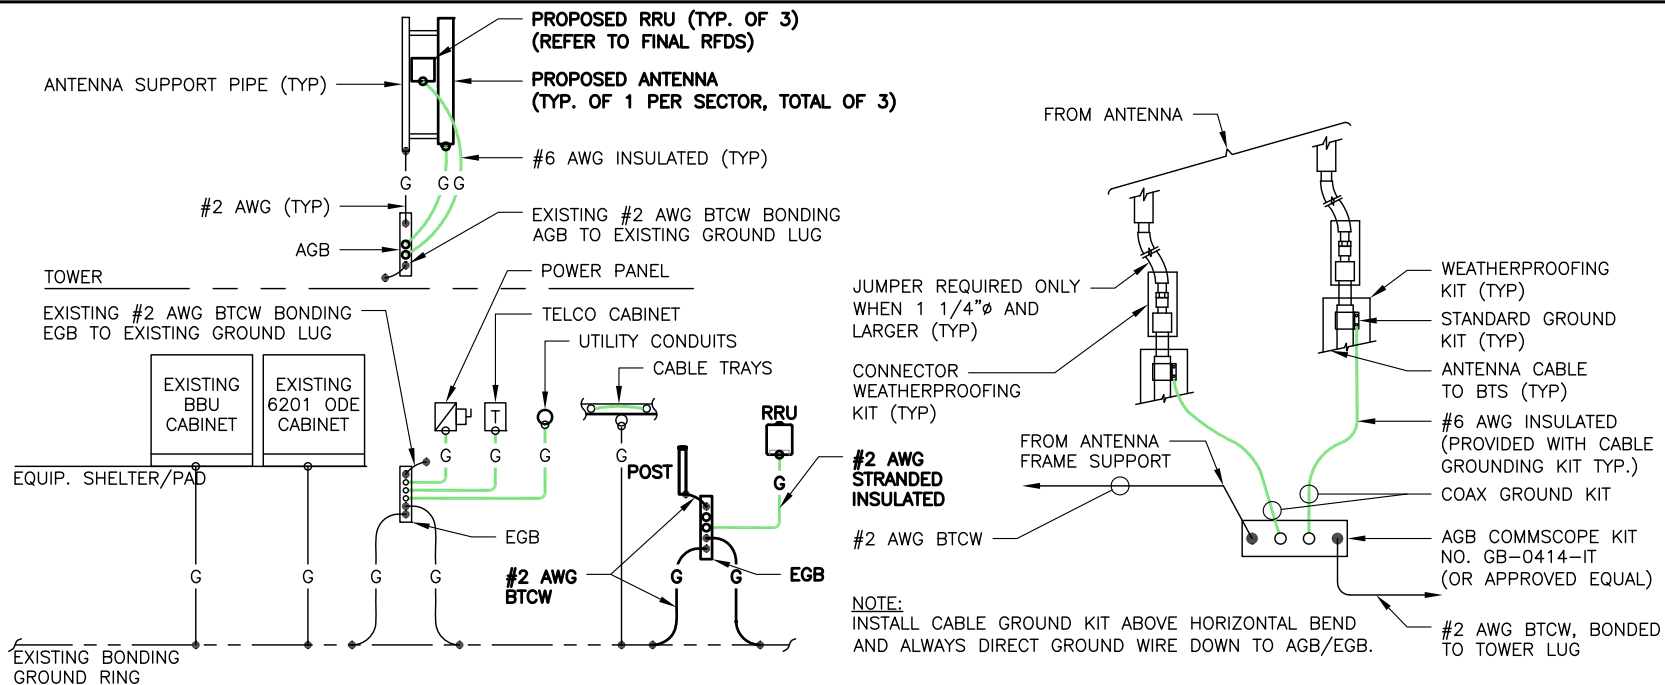 PROPOSED RRU (TYP. OF 3)
(REFER TO FINAL RFDS)
ANTENNA SUPPORT PIPE (TYP)
PROPOSED ANTENNA
(TYP. OF 1 PER SECTOR, TOTAL OF 3)
#6 AWG INSULATED (TYP)
G
G
G
#2 AWG (TYP)
EXISTING #2 AWG BTCW BONDING
AGB TO EXISTING GROUND LUG
AGB
TOWER
POWER PANEL
EXISTING #2 AWG BTCW BONDING
EGB TO EXISTING GROUND LUG
TELCO CABINET
UTILITY CONDUITS
CABLE TRAYS
EXISTING
BBU
CABINET
EXISTING
6201 ODE
CABINET
T
RRU
G
G
G
G
POST
G
#2 AWG
STRANDED
INSULATED
EQUIP. SHELTER/PAD
EGB
G
G
G
G
#2 AWG
BTCW
G
G
EGB
EXISTING BONDING
GROUND RING
FROM ANTENNA
JUMPER REQUIRED ONLY
WHEN 1 1/4"ø AND
LARGER (TYP)
CONNECTOR
WEATHERPROOFING
KIT (TYP)
WEATHERPROOFING
KIT (TYP)
STANDARD GROUND
KIT (TYP)
ANTENNA CABLE
TO BTS (TYP)
#6 AWG INSULATED
(PROVIDED WITH CABLE
GROUNDING KIT TYP.)
FROM ANTENNA
FRAME SUPPORT
COAX GROUND KIT
#2 AWG BTCW
AGB COMMSCOPE KIT
NO. GB-0414-IT
(OR APPROVED EQUAL)
#2 AWG BTCW, BONDED
TO TOWER LUG
NOTE:
INSTALL CABLE GROUND KIT ABOVE HORIZONTAL BEND
AND ALWAYS DIRECT GROUND WIRE DOWN TO AGB/EGB.